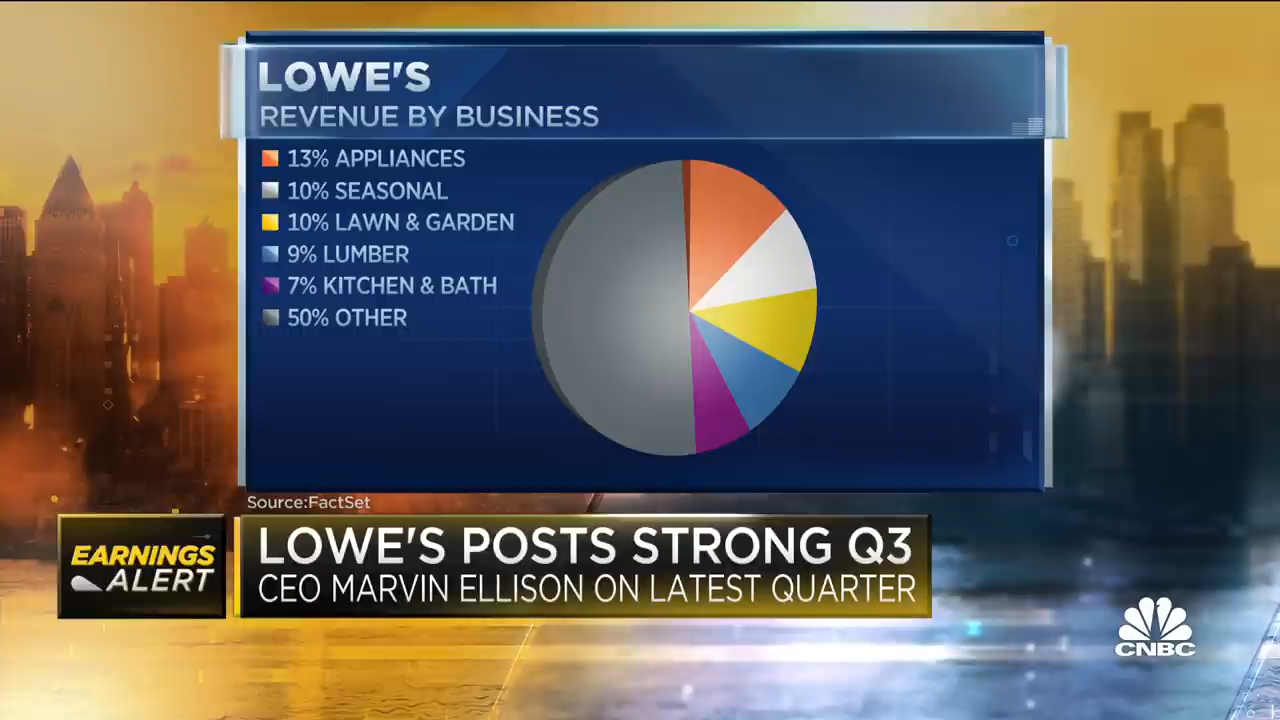 LOWE'S
REVENUE BY BUSINESS
13% APPLIANCES
10% SEASONAL
10% LAWN & GARDEN
9% LUMBER
7% KITCHEN & BATH
50% OTHER
Source:FactSet
EARNINGS
ALERT
LOWE'S POSTS STRONG Q3
CEO MARVIN ELLISON ON LATEST QUARTER
CNBC